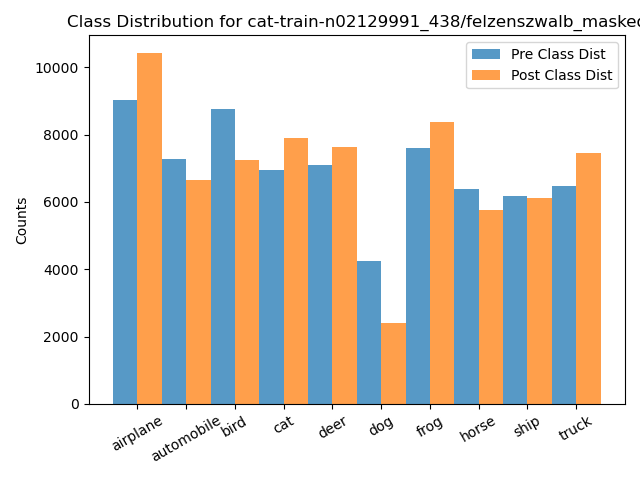 Class Distribution for cat-train-n02129991_438/felzenszwalb_masked
Pre Class Dist
Post Class Dist
Counts
10000
8000
6000
4000
2000
0
airplane
automobile
bird
cat
deer
dog
frog
horse
ship
truck